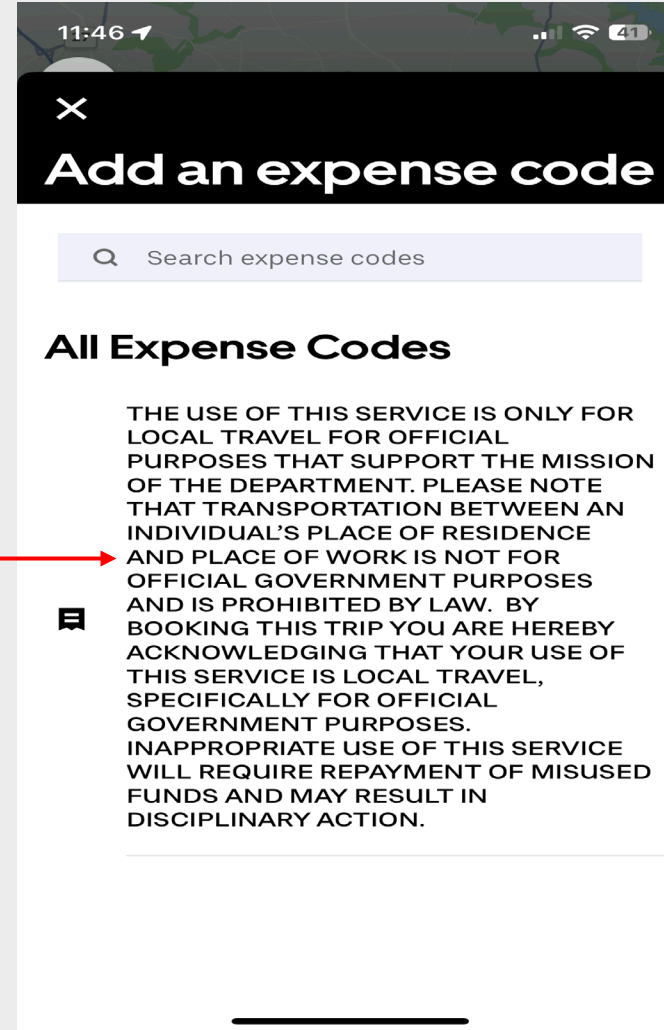 11:46
41
Add an expense code
Search expense codes
All Expense Codes
THE USE OF THIS SERVICE IS ONLY FOR
LOCAL TRAVEL FOR OFFICIAL
PURPOSES THAT SUPPORT THE MISSION
OF THE DEPARTMENT. PLEASE NOTE
THAT TRANSPORTATION BETWEEN AN
INDIVIDUAL’S PLACE OF RESIDENCE
AND PLACE OF WORK IS NOT FOR
OFFICIAL GOVERNMENT PURPOSES
AND IS PROHIBITED BY LAW.  BY
BOOKING THIS TRIP YOU ARE HEREBY
ACKNOWLEDGING THAT YOUR USE OF
THIS SERVICE IS LOCAL TRAVEL,
SPECIFICALLY FOR OFFICIAL
GOVERNMENT PURPOSES.
INAPPROPRIATE USE OF THIS SERVICE
WILL REQUIRE REPAYMENT OF MISUSED
FUNDS AND MAY RESULT IN
DISCIPLINARY ACTION.